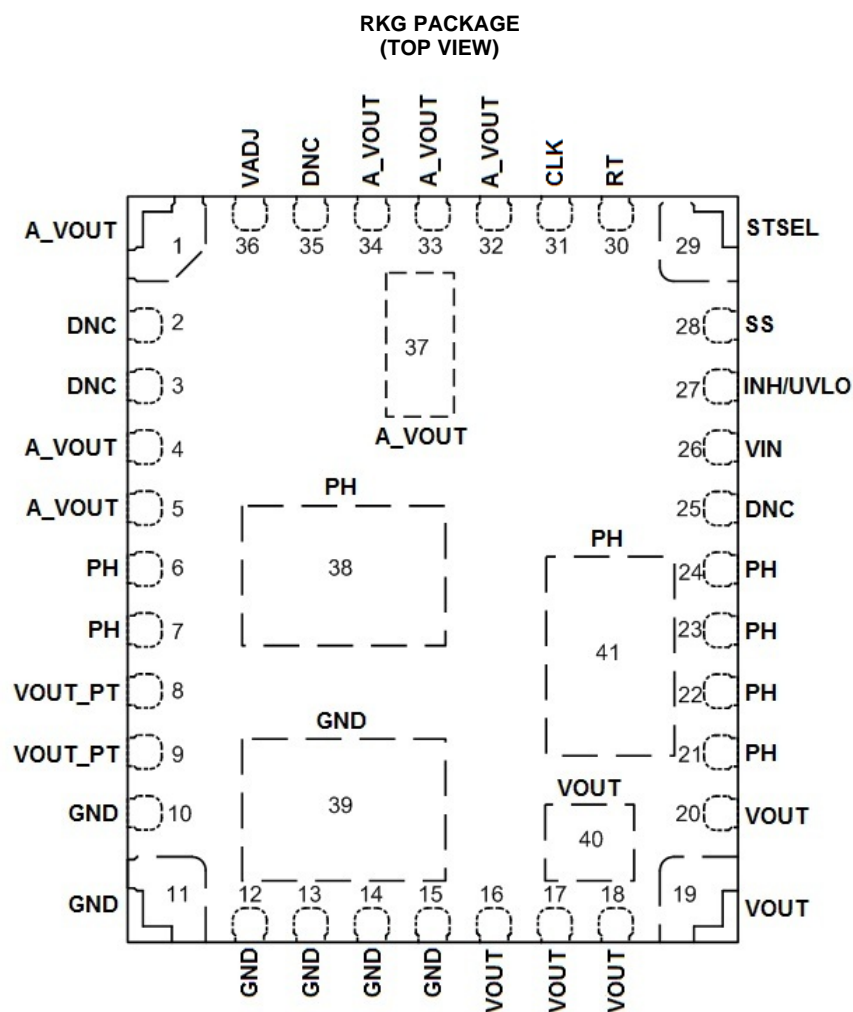 RKG PACKAGE
(TOP VIEW)
VADJ
DNC
A_VOUT
A_VOUT
A_VOUT
CLK
RT
36
35
34
33
32
31
30
A_VOUT
1
29
STSEL
DNC
2
28
SS
DNC
3
27
INH/UVLO
A_VOUT
4
26
VIN
A_VOUT
5
25
DNC
PH
6
24
PH
PH
7
23
PH
VOUT_PT
8
22
PH
VOUT_PT
9
21
PH
GND
10
20
VOUT
GND
11
19
VOUT
37
A_VOUT
PH
38
PH
41
GND
39
VOUT
40
12
13
14
15
16
17
18
GND
GND
GND
GND
VOUT
VOUT
VOUT